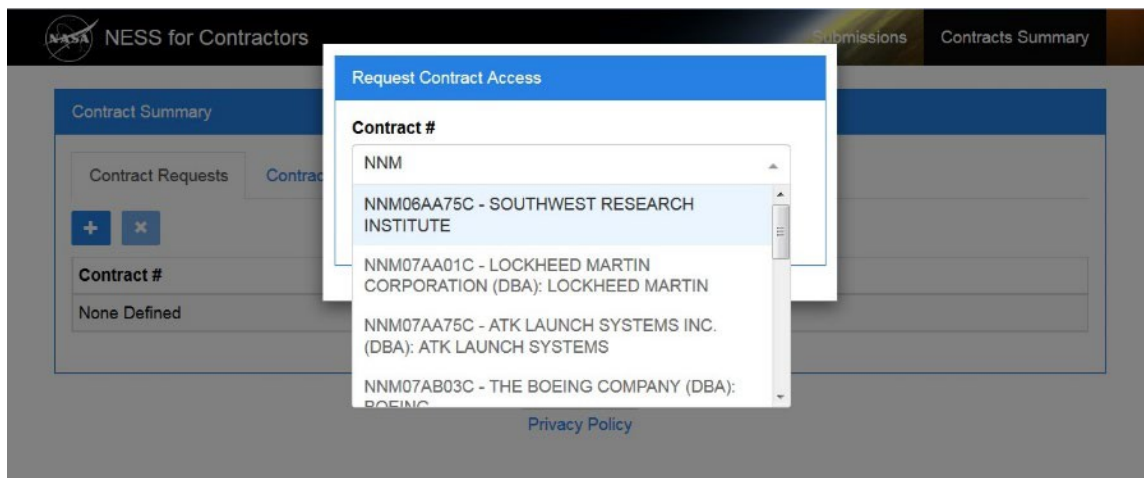 NASA NESS for Contractors
Submissions
Contracts Summary
Request Contract Access
Contract Summary
Contract #
NNM
Contract Requests
Contrac
NNM06AA75C - SOUTHWEST RESEARCH
INSTITUTE
NNM07AA01C - LOCKHEED MARTIN
CORPORATION (DBA): LOCKHEED MARTIN
Contract #
None Defined
NNM07AA75C - ATK LAUNCH SYSTEMS INC.
(DBA): ATK LAUNCH SYSTEMS
NNM07AB03C - THE BOEING COMPANY (DBA):
BOEING
Privacy Policy